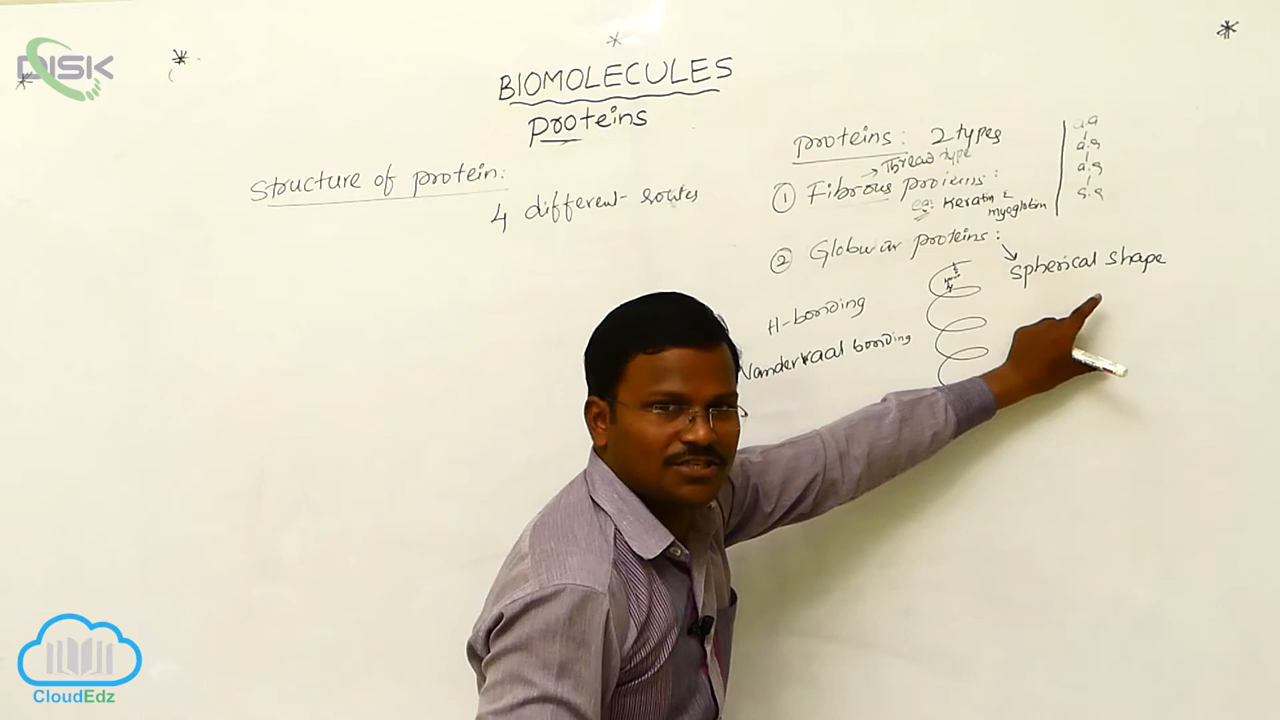 DISK
BIOMOLECULES
Proteins
Structure of protein:
4 different routes
Proteins: 2 types
→ Thread type
① Fibrous proteins:
eg: Keratin &
myoglobin
a.a
a.a
a.a
a.a
② Globular proteins:
Spherical shape
H-bonding
Vanderwaal bonding
CloudEdz